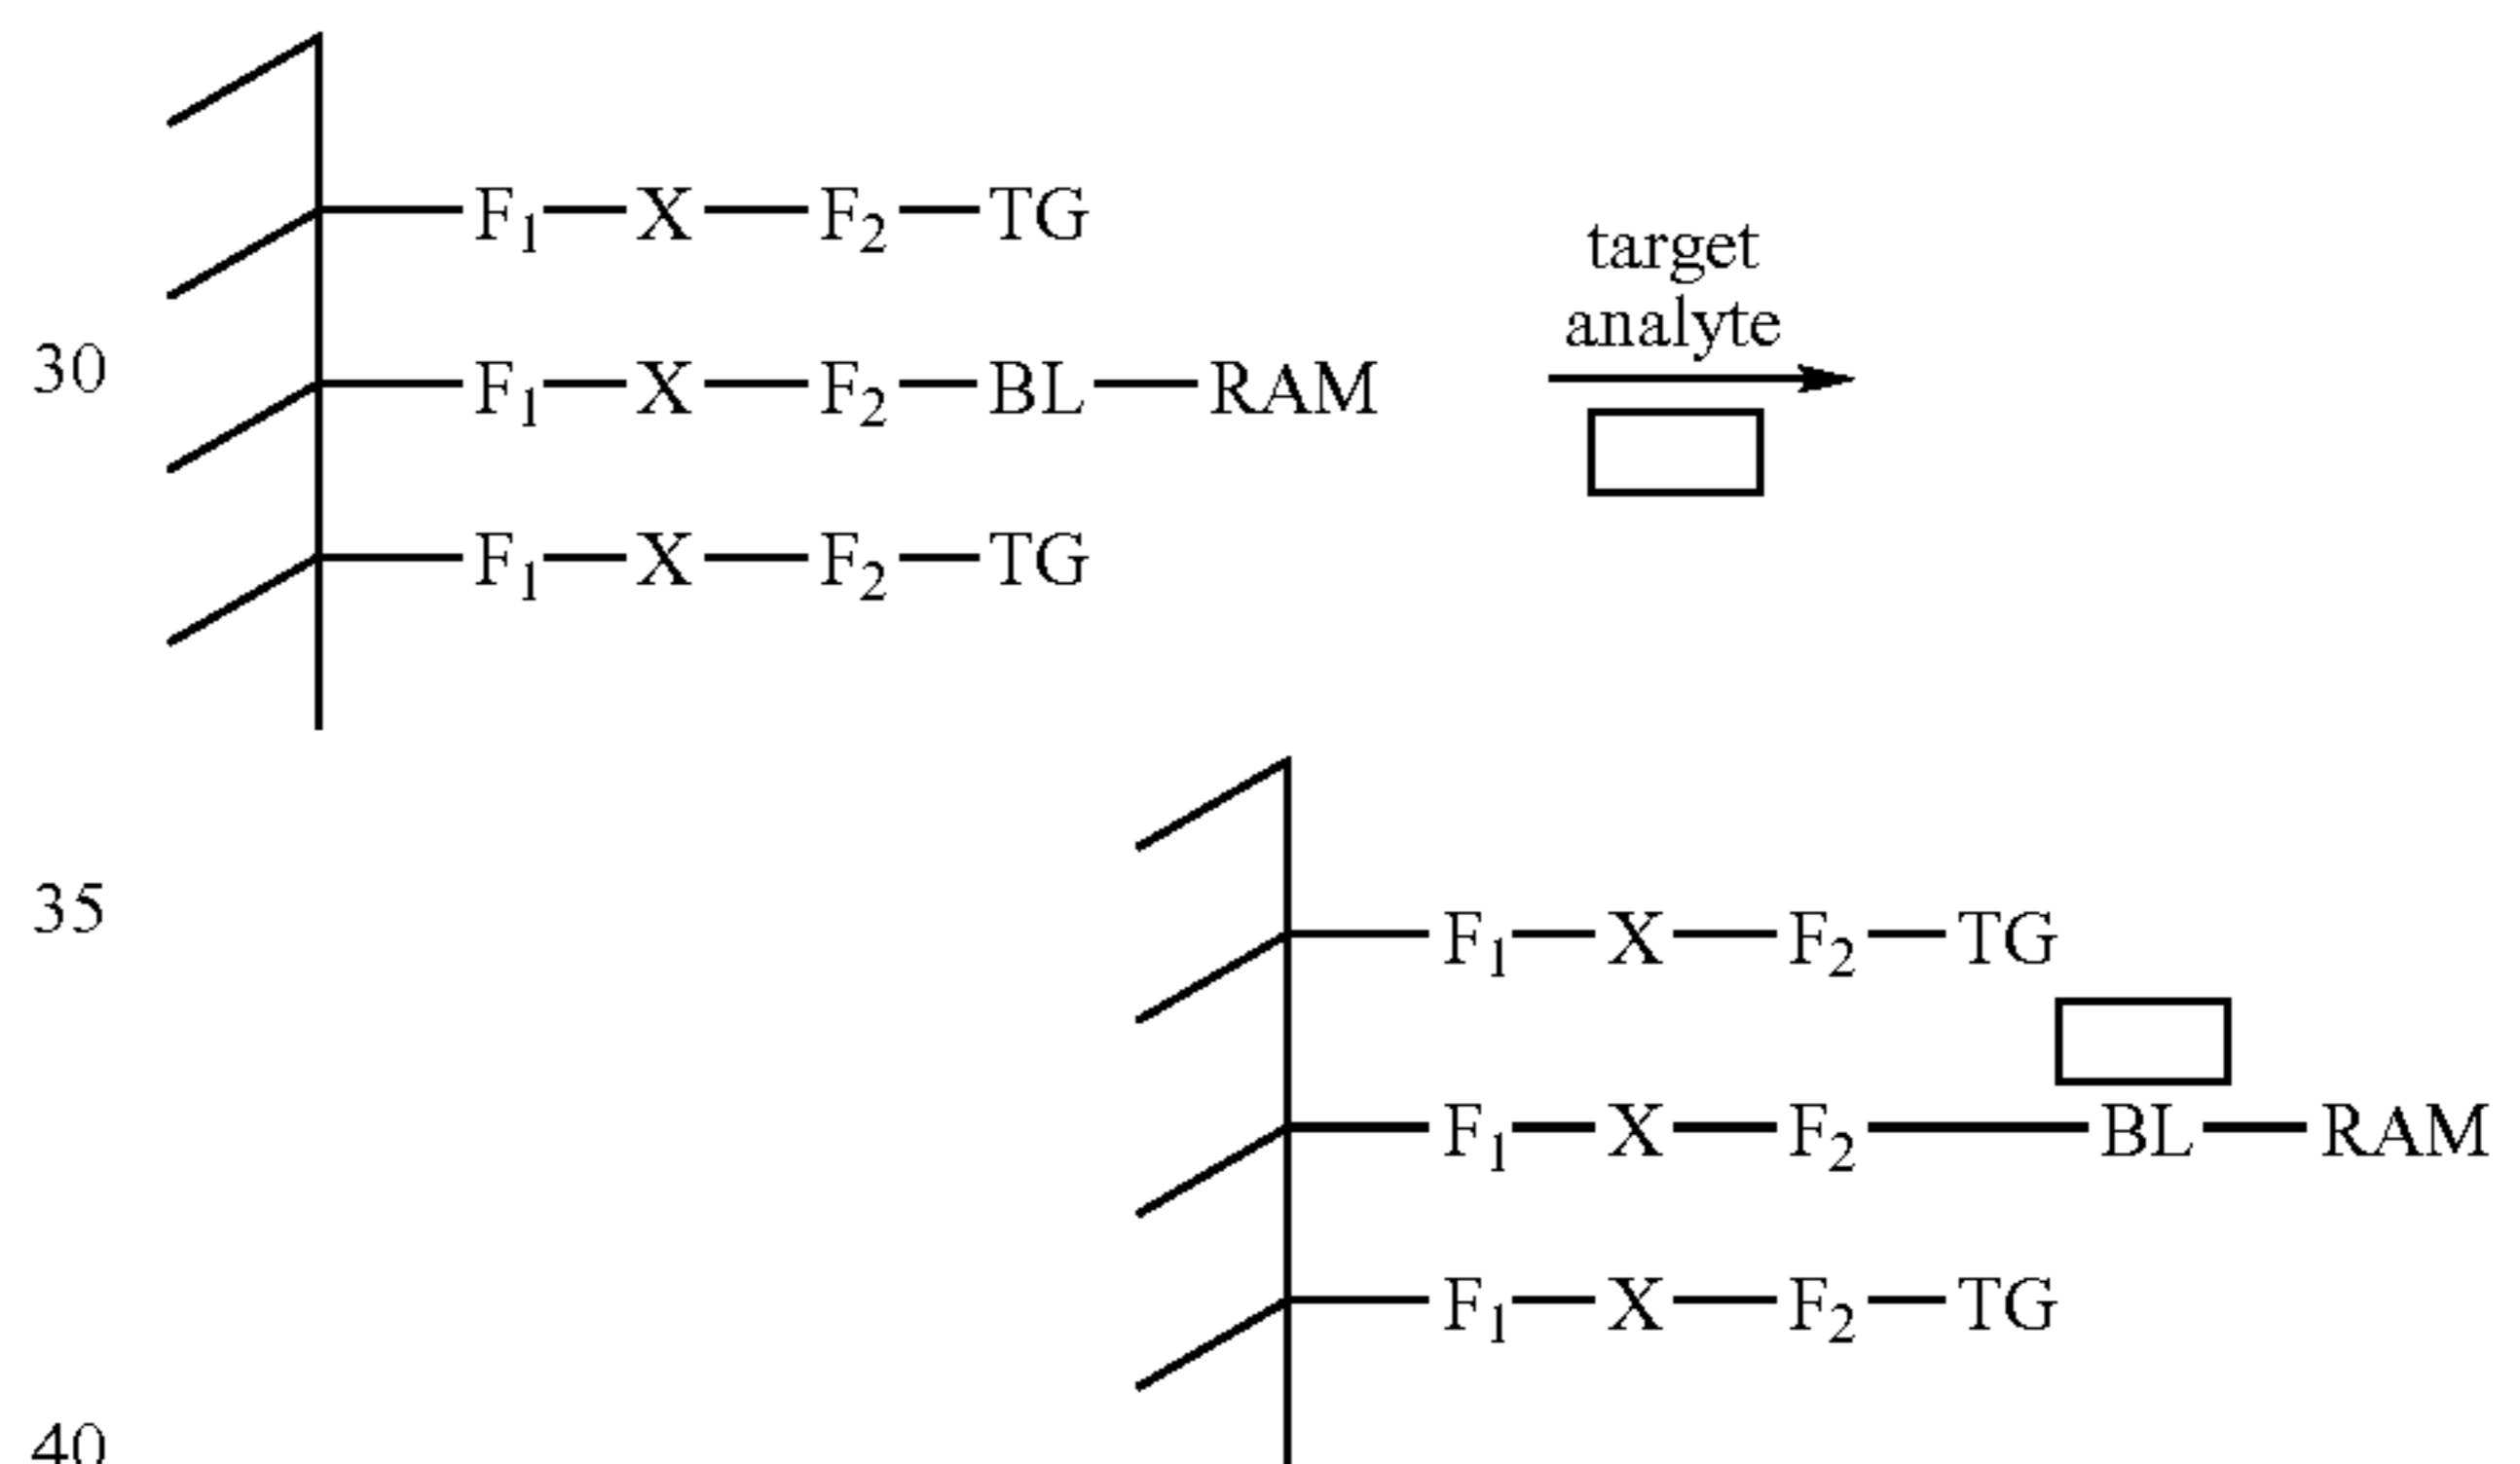 F₁—X—F₂—TG
target
analyte
30
F₁—X—F₂—BL—RAM
F₁—X—F₂—TG
35
F₁—X—F₂—TG
F₁—X—F₂—BL—RAM
F₁—X—F₂—TG
40